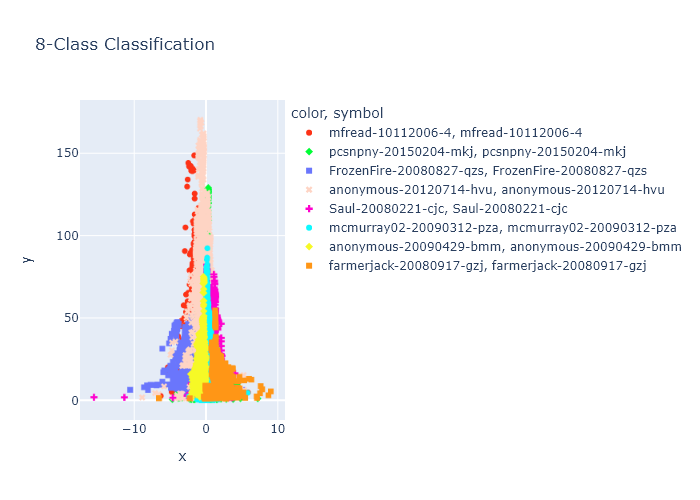 8-Class Classification
color, symbol
mfread-10112006-4, mfread-10112006-4
pcsnpny-20150204-mkj, pcsnpny-20150204-mkj
FrozenFire-20080827-qzs, FrozenFire-20080827-qzs
anonymous-20120714-hvu, anonymous-20120714-hvu
Saul-20080221-cjc, Saul-20080221-cjc
mcmurray02-20090312-pza, mcmurray02-20090312-pza
anonymous-20090429-bmm, anonymous-20090429-bmm
farmerjack-20080917-gzj, farmerjack-20080917-gzj
150
100
y
50
0
−10 0 10
x